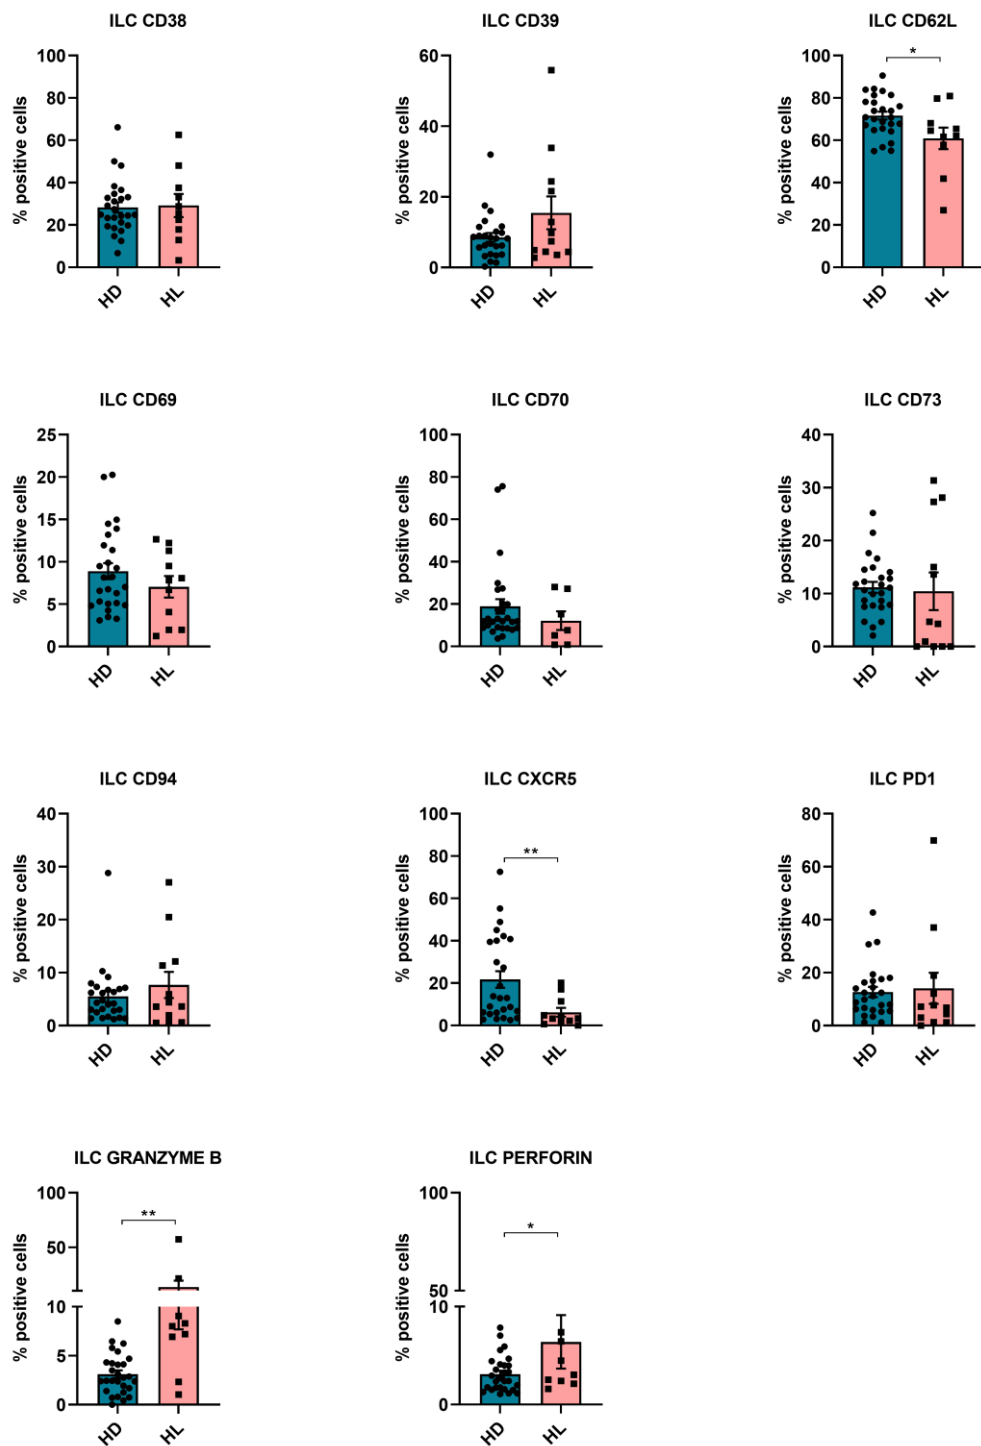 ILC CD38
ILC CD39
ILC CD62L
% positive cells
100
80
60
40
20
0
HD
HL
% positive cells
60
40
20
0
HD
HL
% positive cells
100
80
60
40
20
0
*
HD
HL
ILC CD69
ILC CD70
ILC CD73
% positive cells
25
20
15
10
5
0
HD
HL
% positive cells
100
80
60
40
20
0
HD
HL
% positive cells
40
30
20
10
0
HD
HL
ILC CD94
ILC CXCR5
ILC PD1
% positive cells
40
30
20
10
0
HD
HL
% positive cells
100
80
60
40
20
0
**
HD
HL
% positive cells
80
60
40
20
0
HD
HL
ILC GRANZYME B
ILC PERFORIN
% positive cells
100
50
10
5
0
**
HD
HL
% positive cells
100
50
10
5
0
*
HD
HL